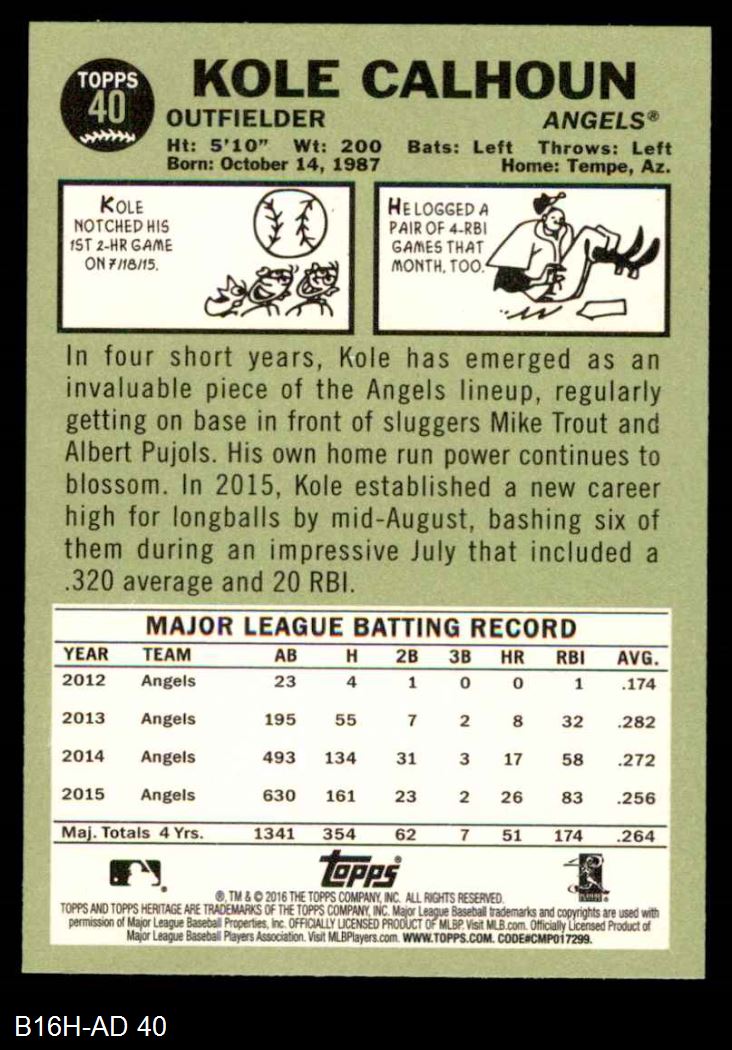 TOPPS
40
KOLE CALHOUN
OUTFIELDER
ANGELS®
Ht: 5'10" Wt: 200 Bats: Left Throws: Left
Born: October 14, 1987 Home: Tempe, Az.
KOLE
NOTCHED HIS
1ST 2-HR GAME
ON 7/18/15.
HE LOGGED A
PAIR OF 4-RBI
GAMES THAT
MONTH, TOO.
In four short years, Kole has emerged as an
invaluable piece of the Angels lineup, regularly
getting on base in front of sluggers Mike Trout and
Albert Pujols. His own home run power continues to
blossom. In 2015, Kole established a new career
high for longballs by mid-August, bashing six of
them during an impressive July that included a
.320 average and 20 RBI.
MAJOR LEAGUE BATTING RECORD
YEAR TEAM AB H 2B 3B HR RBI AVG.
2012 Angels 23 4 1 0 0 1 .174
2013 Angels 195 55 7 2 8 32 .282
2014 Angels 493 134 31 3 17 58 .272
2015 Angels 630 161 23 2 26 83 .256
Maj. Totals 4 Yrs. 1341 354 62 7 51 174 .264
Topps®
®, TM & © 2016 THE TOPPS COMPANY, INC. ALL RIGHTS RESERVED.
TOPPS AND TOPPS HERITAGE ARE TRADEMARKS OF THE TOPPS COMPANY, INC. Major League Baseball trademarks and copyrights are used with
permission of Major League Baseball Properties, Inc. OFFICIALLY LICENSED PRODUCT OF MLBP. Visit MLB.com. Officially Licensed Product of
Major League Baseball Players Association. Visit MLBPlayers.com. WWW.TOPPS.COM. CODE#CMP017299.
B16H-AD 40